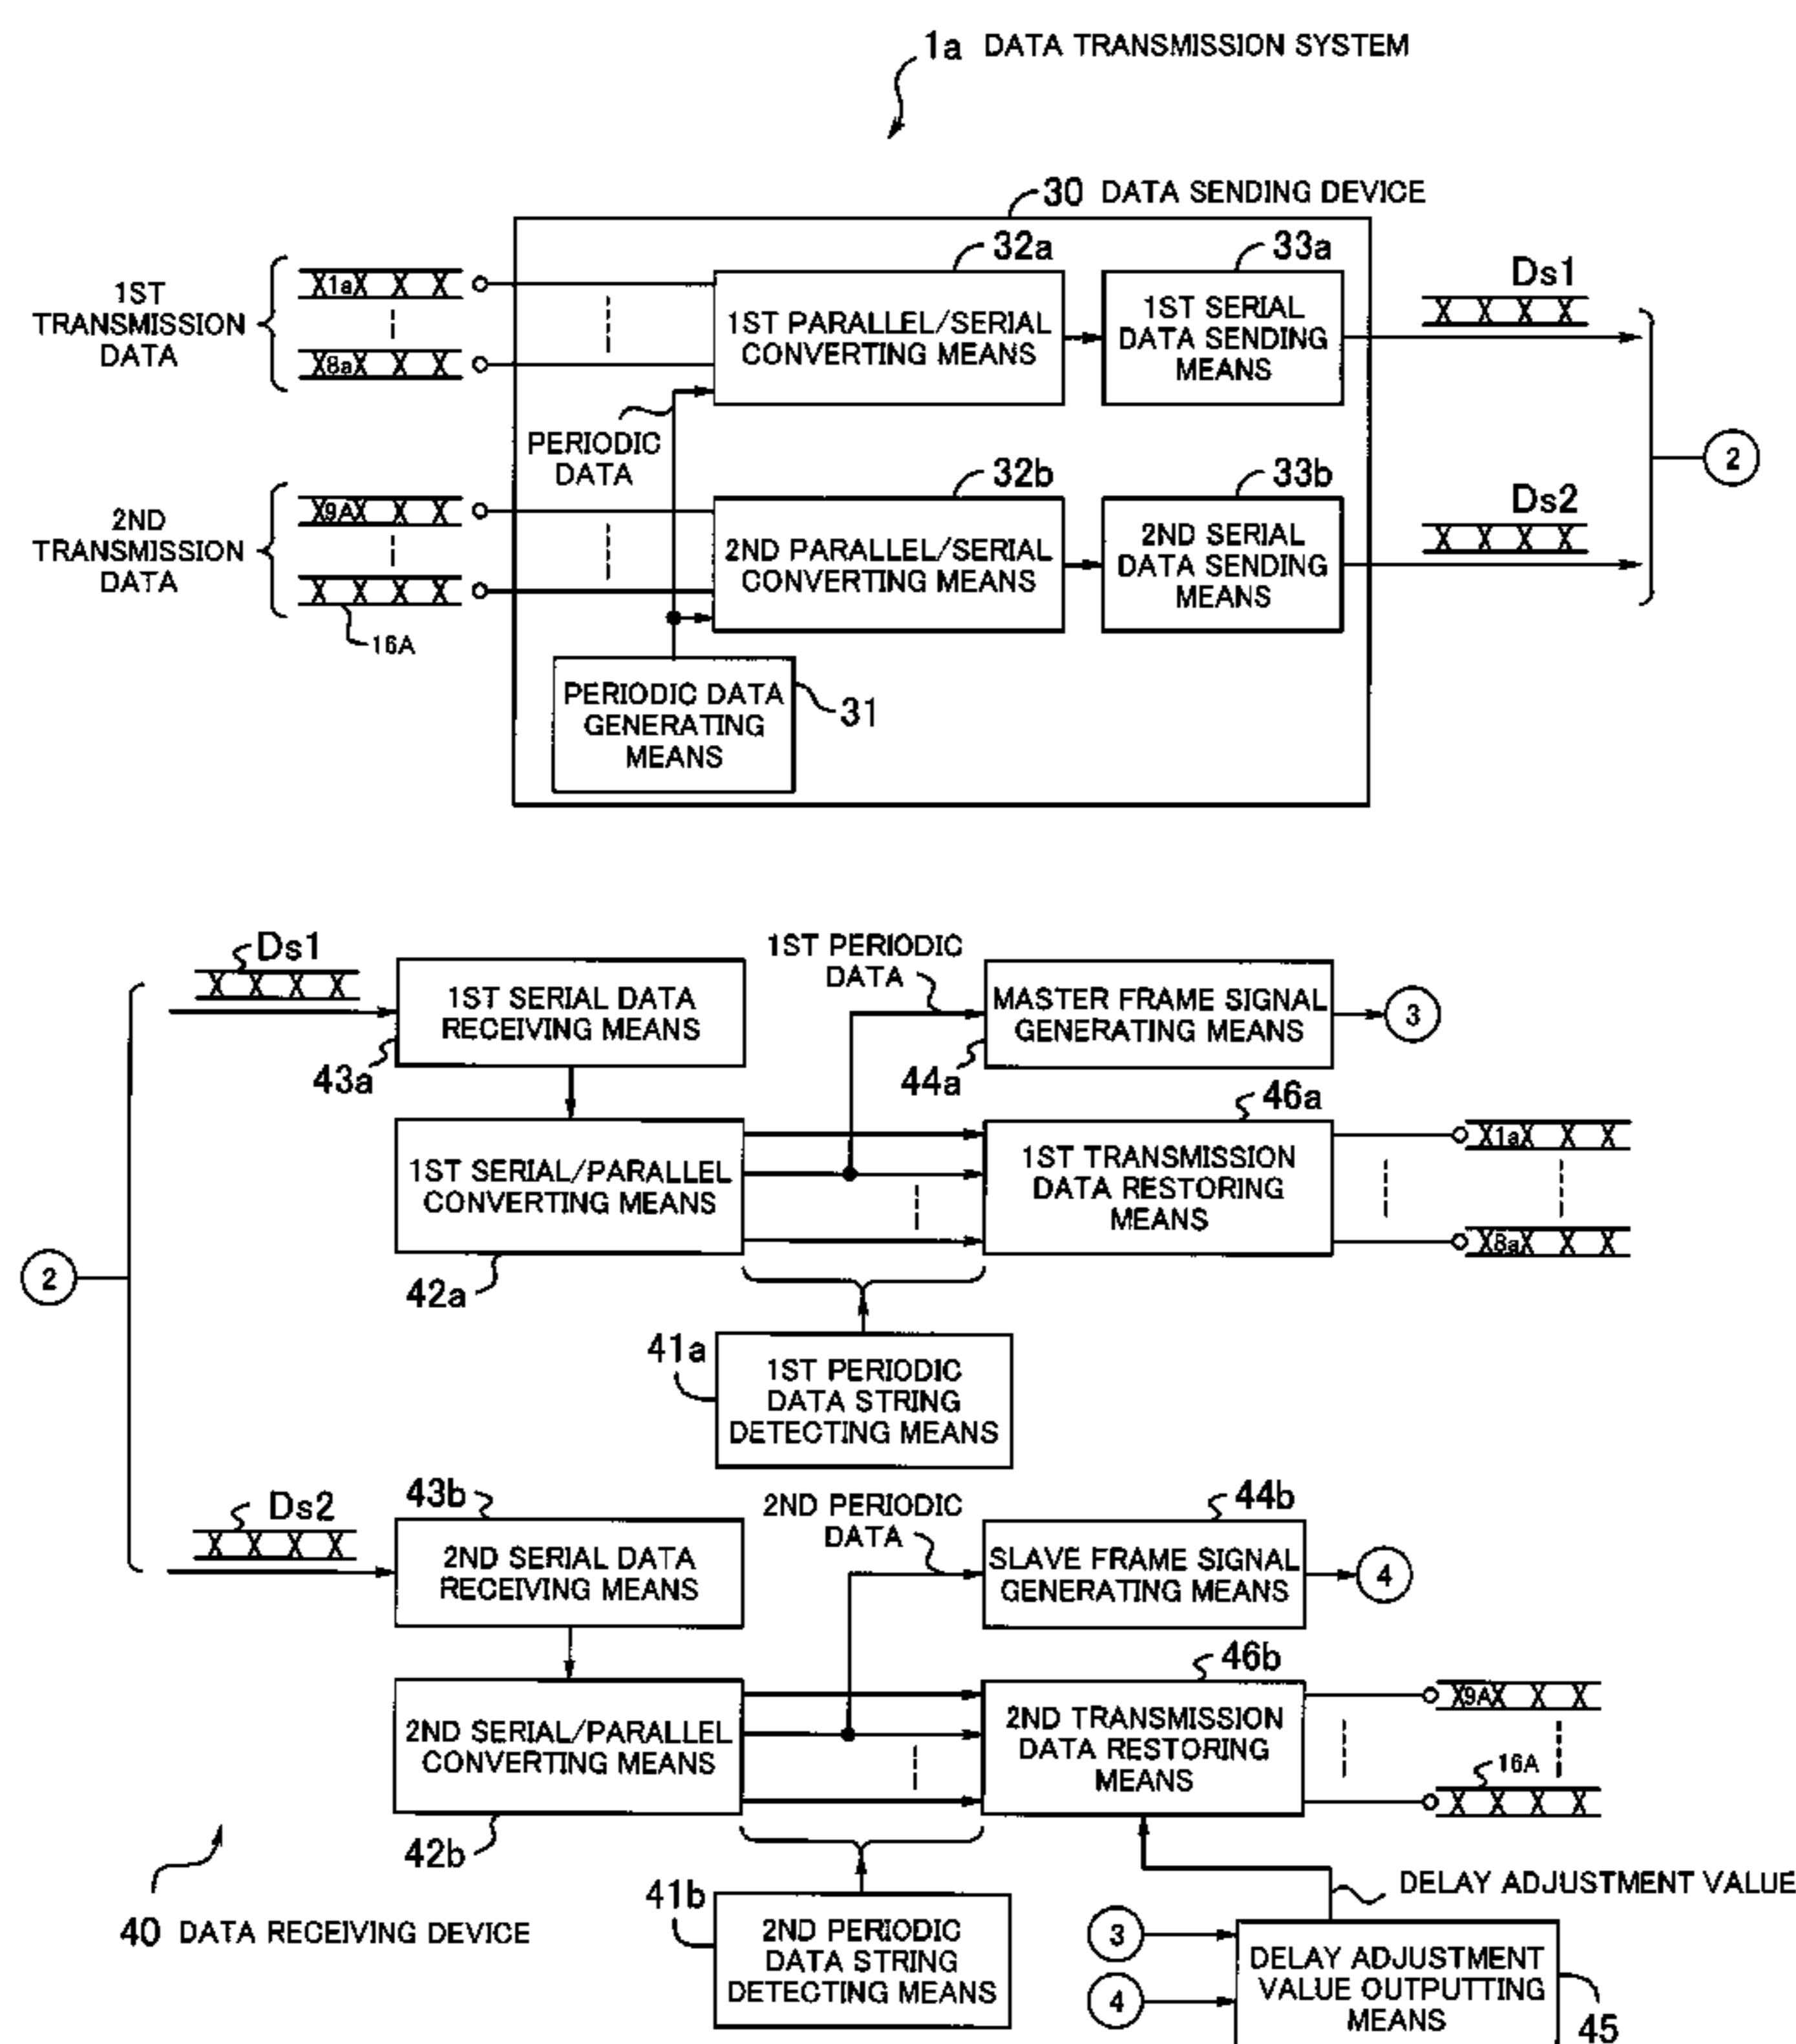 1a DATA TRANSMISSION SYSTEM
30 DATA SENDING DEVICE
1ST
TRANSMISSION
DATA
1a
8a
32a
1ST PARALLEL/SERIAL
CONVERTING MEANS
33a
1ST SERIAL
DATA SENDING
MEANS
Ds1
PERIODIC
DATA
2
2ND
TRANSMISSION
DATA
9A
16A
32b
2ND PARALLEL/SERIAL
CONVERTING MEANS
33b
2ND SERIAL
DATA SENDING
MEANS
Ds2
PERIODIC DATA
GENERATING
MEANS
31
2
Ds1
1ST SERIAL DATA
RECEIVING MEANS
43a
1ST PERIODIC
DATA
MASTER FRAME SIGNAL
GENERATING MEANS
44a
3
1ST SERIAL/PARALLEL
CONVERTING MEANS
42a
46a
1ST TRANSMISSION
DATA RESTORING
MEANS
1a
8a
41a
1ST PERIODIC
DATA STRING
DETECTING MEANS
Ds2
43b
2ND SERIAL DATA
RECEIVING MEANS
2ND PERIODIC
DATA
44b
SLAVE FRAME SIGNAL
GENERATING MEANS
4
2ND SERIAL/PARALLEL
CONVERTING MEANS
42b
46b
2ND TRANSMISSION
DATA RESTORING
MEANS
9A
16A
41b
2ND PERIODIC
DATA STRING
DETECTING MEANS
40 DATA RECEIVING DEVICE
DELAY ADJUSTMENT VALUE
3
4
DELAY ADJUSTMENT
VALUE OUTPUTTING
MEANS
45